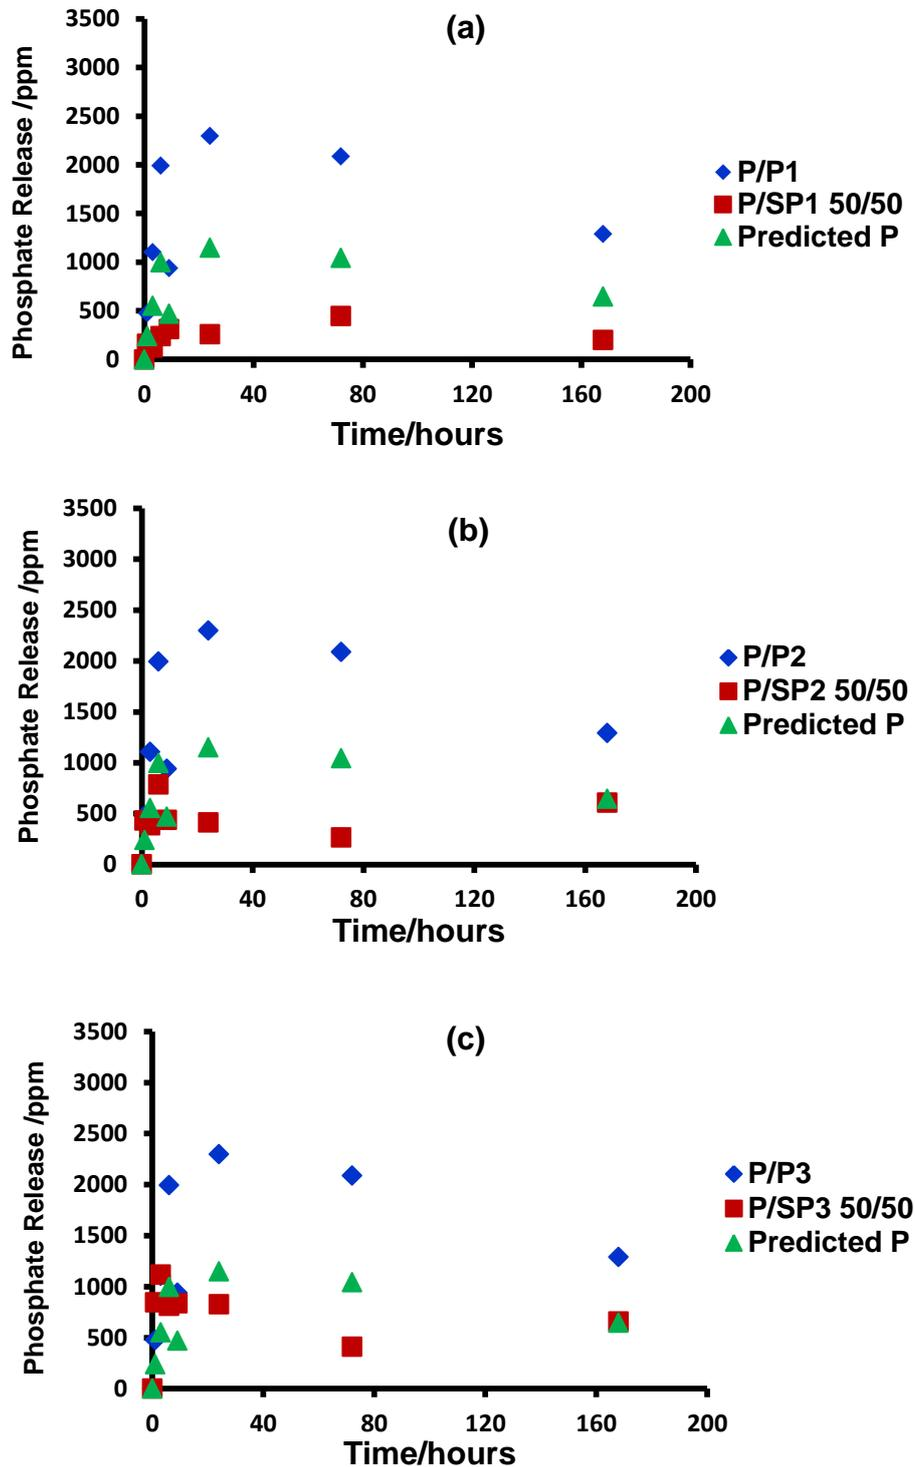 (a)
Phosphate Release /ppm
3500
3000
2500
2000
1500
1000
500
0
0 40 80 120 160 200
Time/hours
P/P1
P/SP1 50/50
Predicted P
(b)
Phosphate Release /ppm
3500
3000
2500
2000
1500
1000
500
0
0 40 80 120 160 200
Time/hours
P/P2
P/SP2 50/50
Predicted P
(c)
Phosphate Release /ppm
3500
3000
2500
2000
1500
1000
500
0
0 40 80 120 160 200
Time/hours
P/P3
P/SP3 50/50
Predicted P